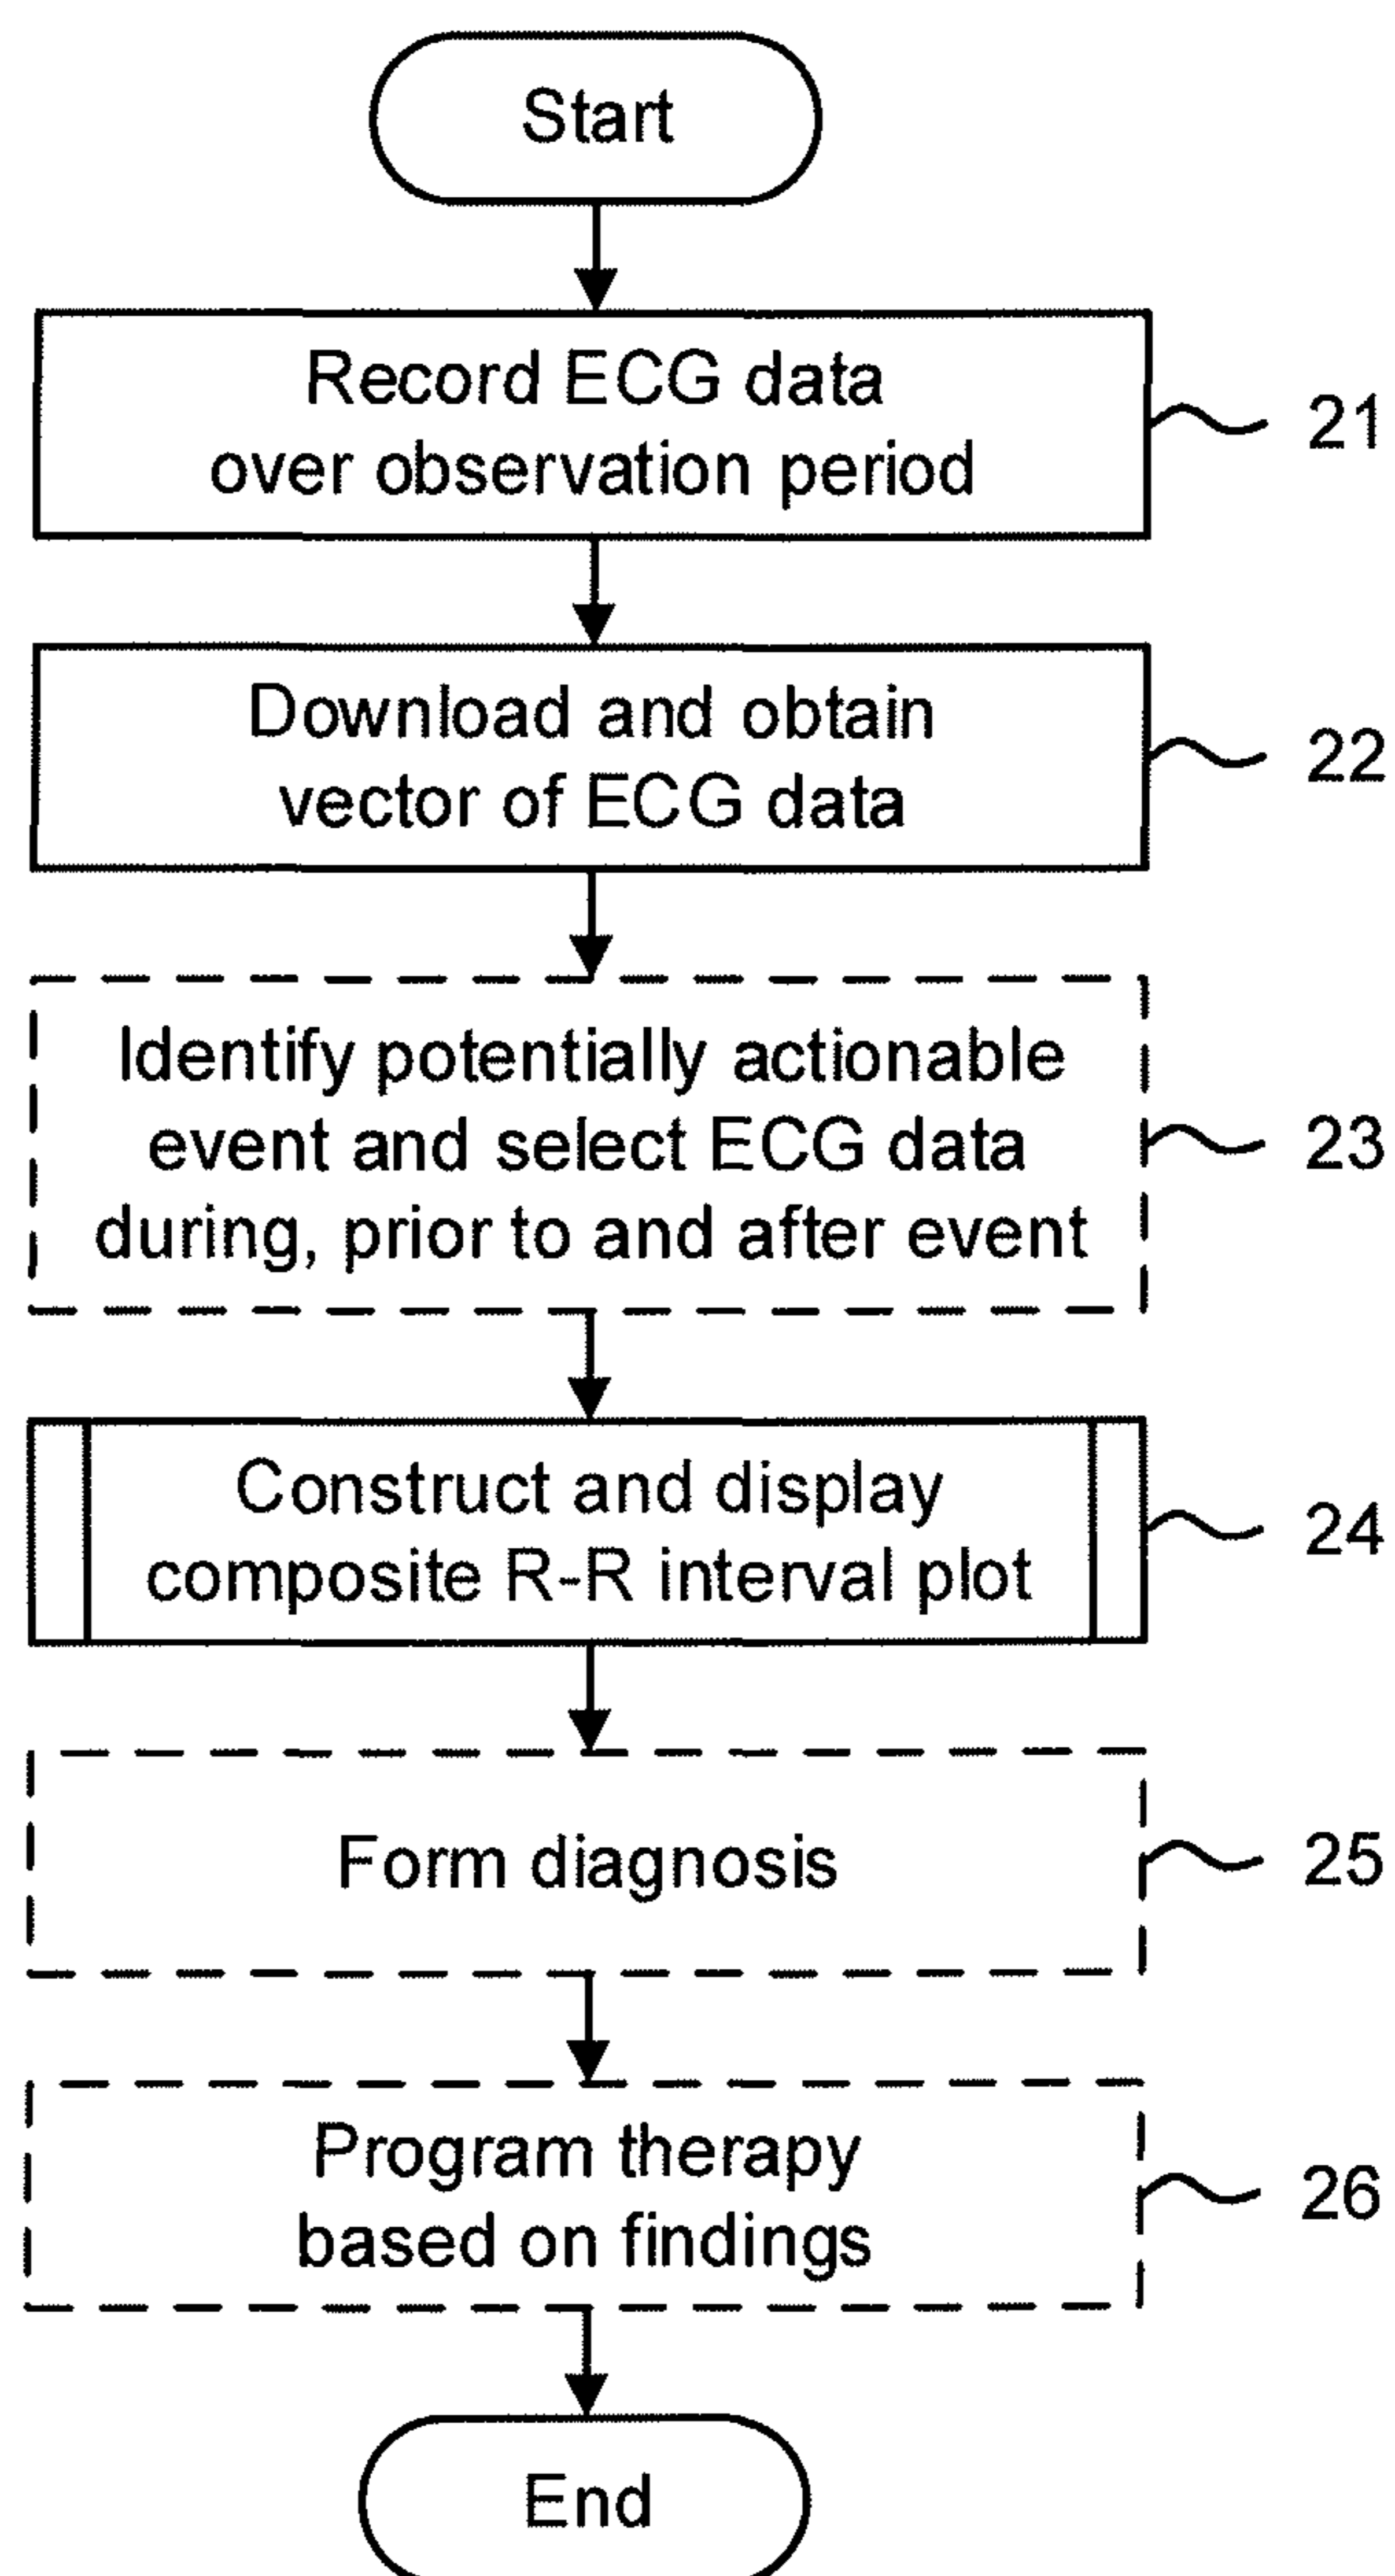 Start
Record ECG data
over observation period
21
Download and obtain
vector of ECG data
22
Identify potentially actionable
event and select ECG data
during, prior to and after event
23
Construct and display
composite R-R interval plot
24
Form diagnosis
25
Program therapy
based on findings
26
End